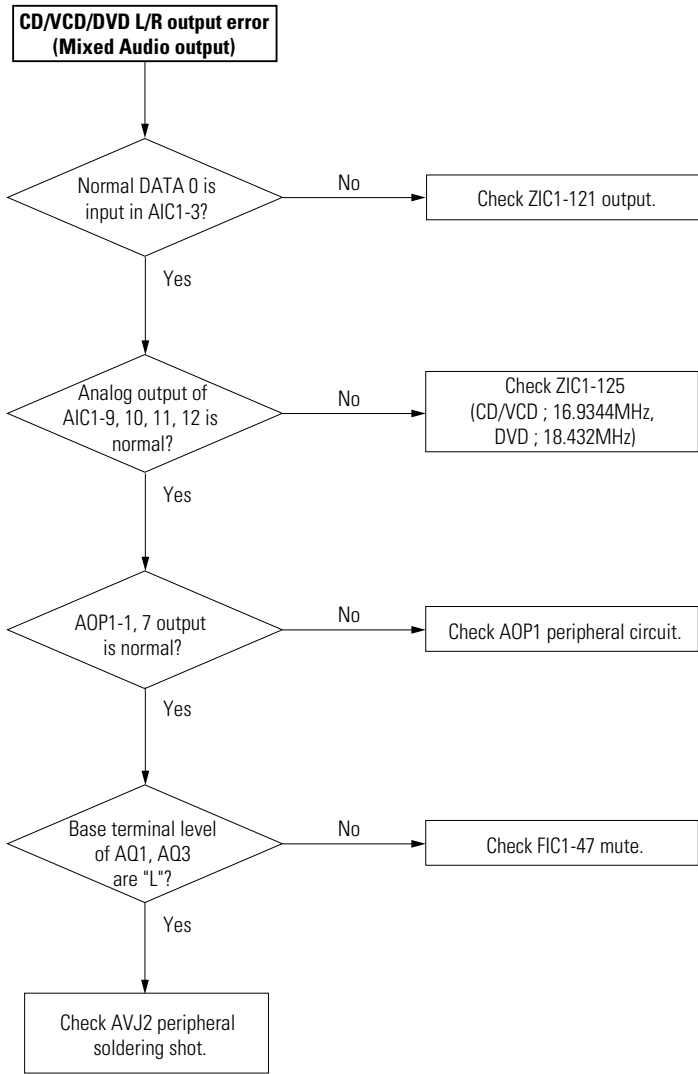 CD/VCD/DVD L/R output error
(Mixed Audio output)
Normal DATA 0 is
input in AIC1-3?
No
Check ZIC1-121 output.
Yes
Analog output of
AIC1-9, 10, 11, 12 is
normal?
No
Check ZIC1-125
(CD/VCD ; 16.9344MHz,
DVD ; 18.432MHz)
Yes
AOP1-1, 7 output
is normal?
No
Check AOP1 peripheral circuit.
Yes
Base terminal level
of AQ1, AQ3
are "L"?
No
Check FIC1-47 mute.
Yes
Check AVJ2 peripheral
soldering shot.